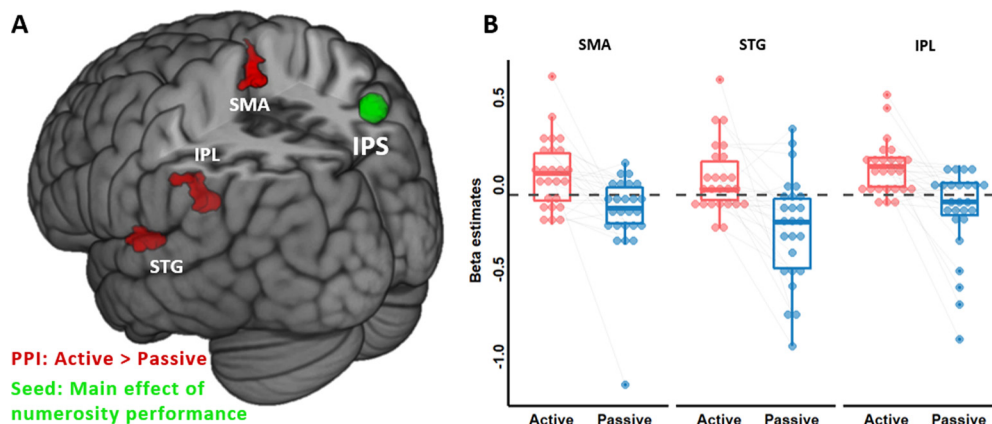 A
SMA
IPL
IPS
STG
PPI: Active > Passive
Seed: Main effect of
numerosity performance
B
SMA STG IPL
Beta estimates
0.5
0.0
-0.5
-1.0
Active Passive Active Passive Active Passive